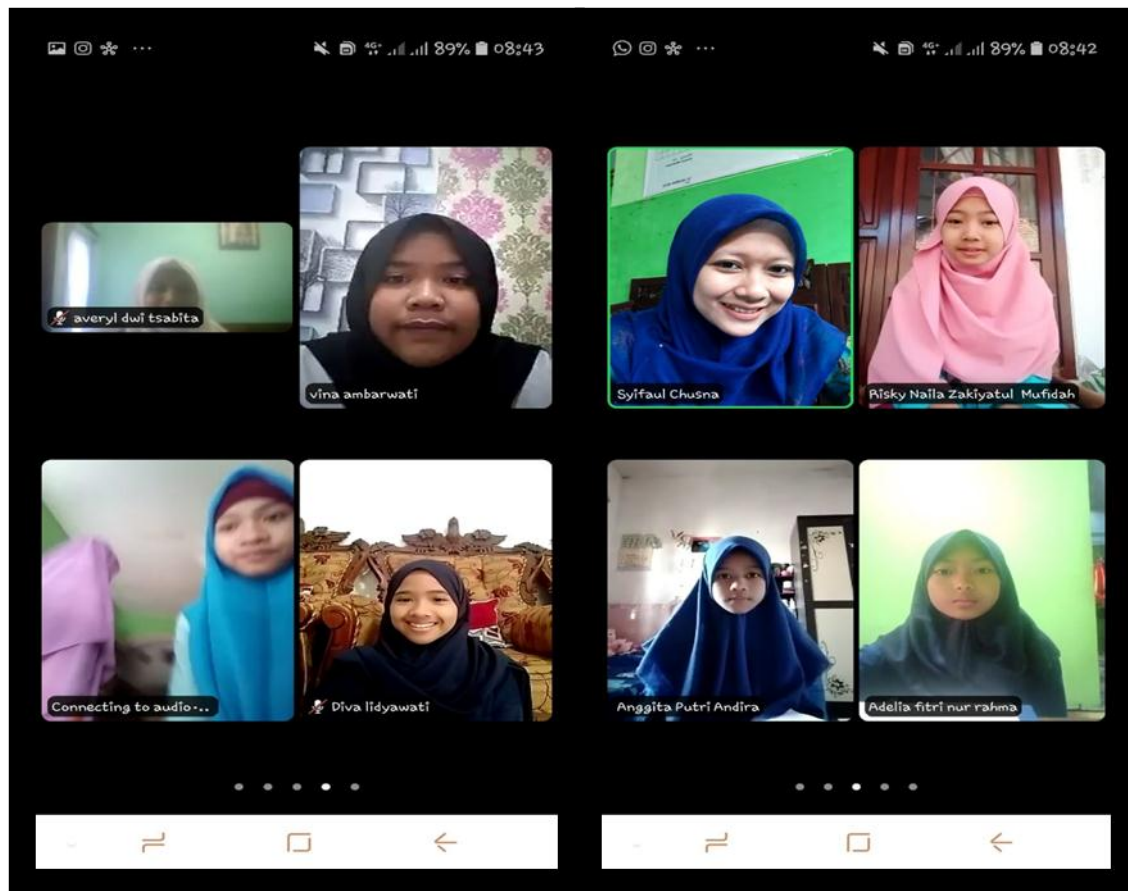 89% 08:43
averyl dwi tsabita
vina ambarwati
Connecting to audio...
Diva lidyawati
89% 08:42
Syifaul Chusna
Risky Naila Zakiyatul Mufidah
Anggita Putri Andira
Adelia fitri nur rahma